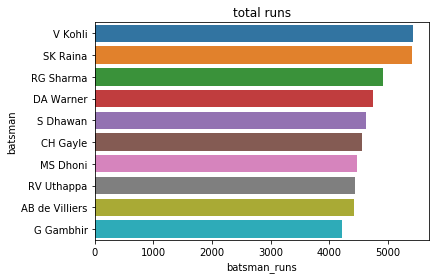 total runs
batsman
V Kohli
SK Raina
RG Sharma
DA Warner
S Dhawan
CH Gayle
MS Dhoni
RV Uthappa
AB de Villiers
G Gambhir
0 1000 2000 3000 4000 5000
batsman_runs